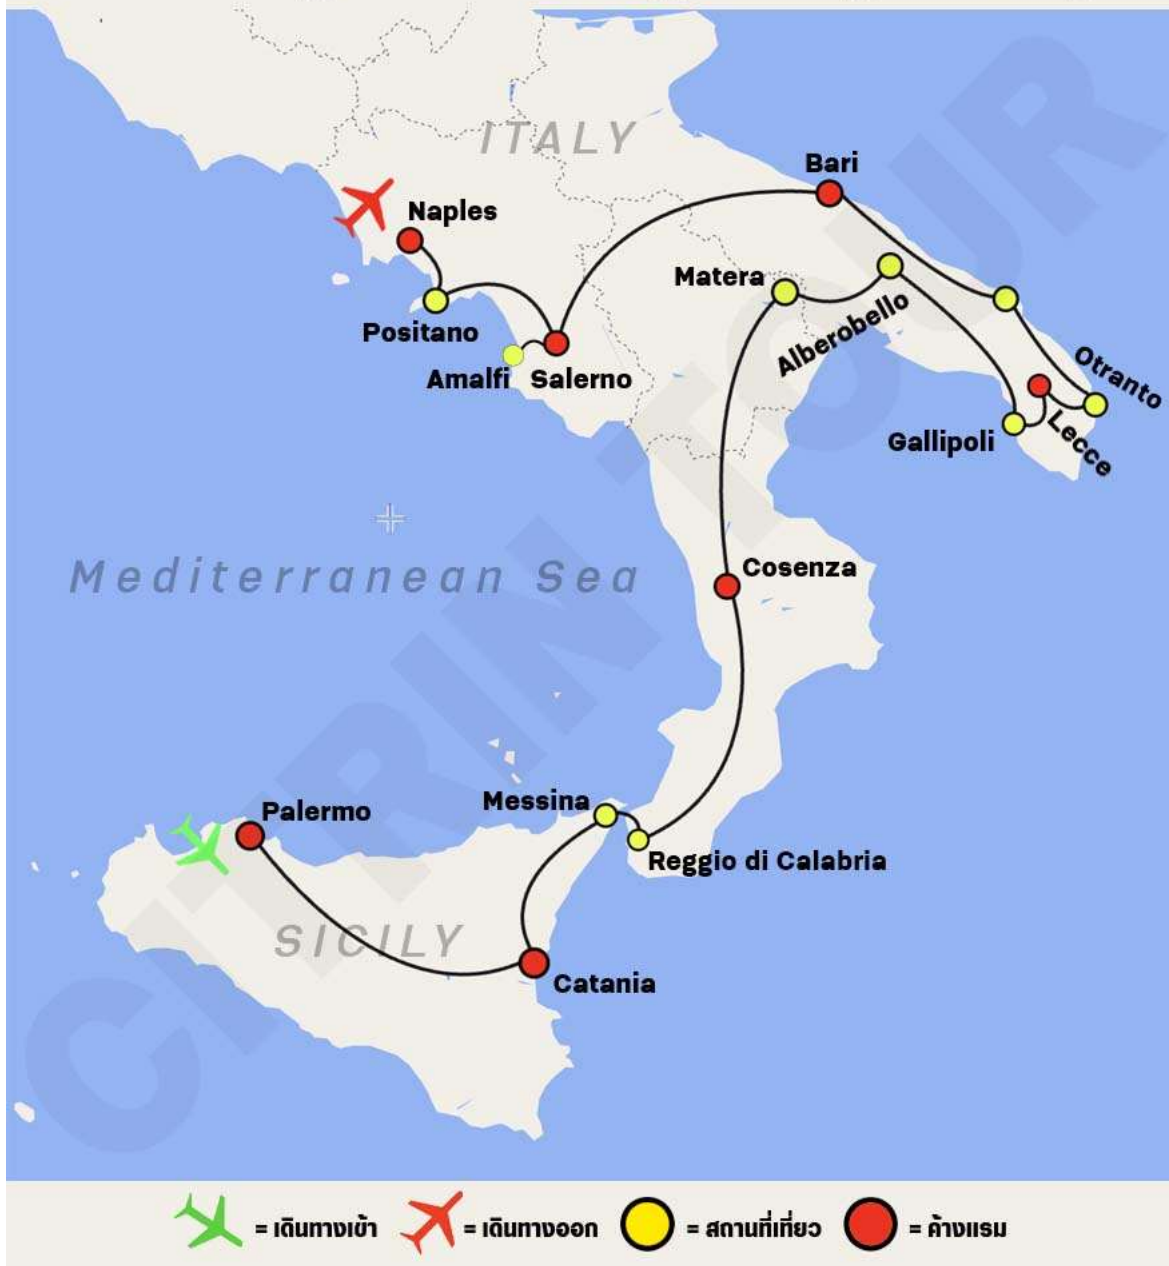 ITALY
Bari
Naples
Matera
Positano
Alberobello
Otranto
Amalfi
Salerno
Gallipoli
Lecce
Mediterranean Sea
Cosenza
Messina
Palermo
Reggio di Calabria
SICILY
Catania
CITRIN TOUR
= เดินทางเข้า
= เดินทางออก
= สถานที่เที่ยว
= ค้างแรม